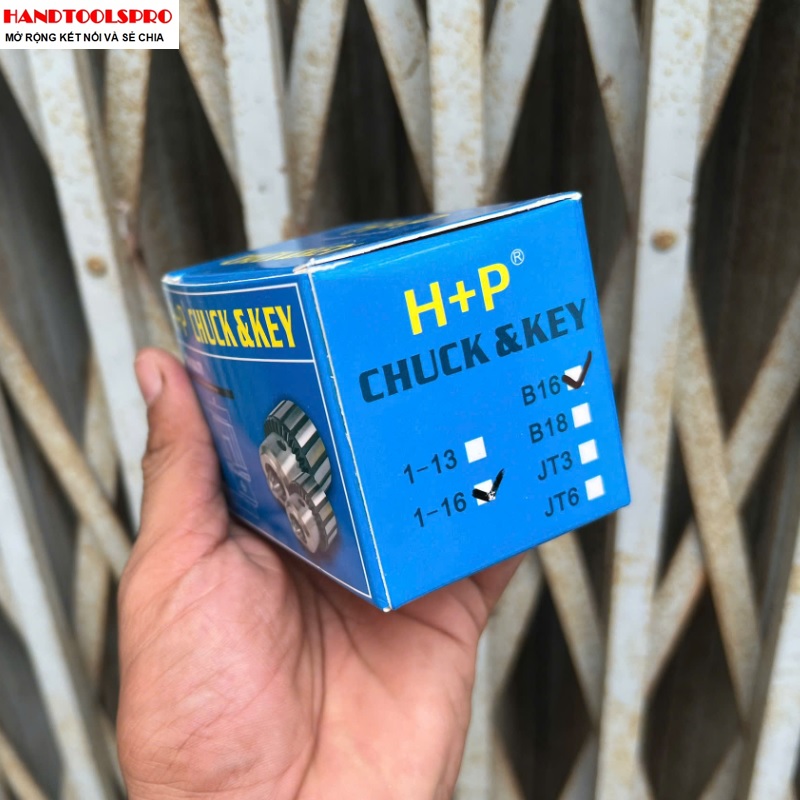 HANDTOOLSPRO
MỞ RỘNG KẾT NỐI VÀ SẺ CHIA
H+P®
CHUCK &KEY
B16
B18
JT3
JT6
1-13
1-16
H+P CHUCK &KEY